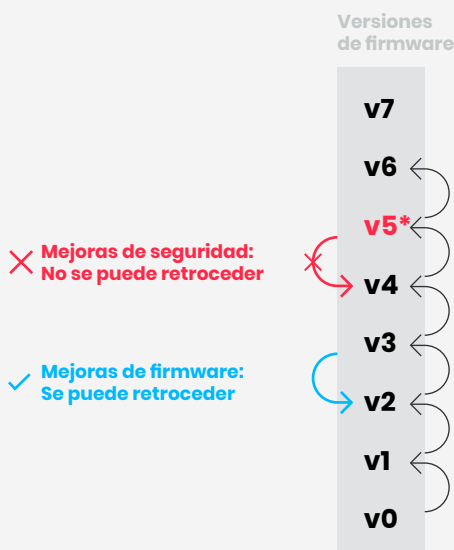 Versiones
de firmware
v7
v6
v5*
Mejoras de seguridad:
No se puede retroceder
v4
v3
Mejoras de firmware:
Se puede retroceder
v2
v1
v0